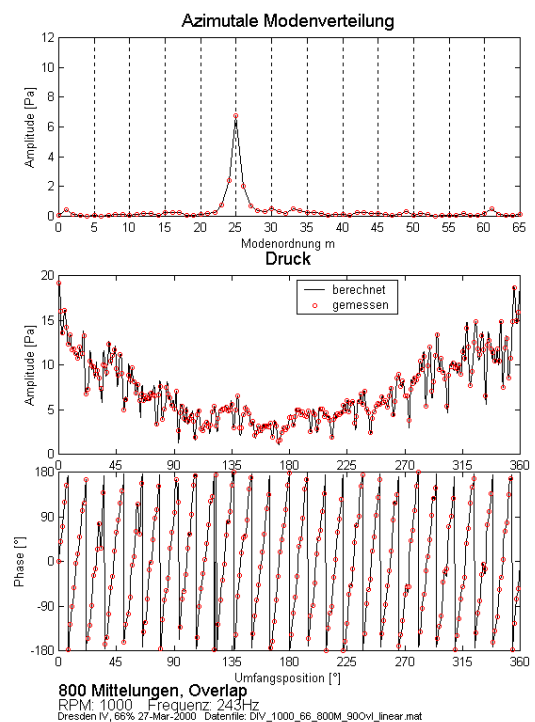 Azimutale Modenverteilung
12
10
8
6
4
2
0
Amplitude [Pa]
0 5 10 15 20 25 30 35 40 45 50 55 60 65
Modenordnung m
Druck
20
15
10
5
0
Amplitude [Pa]
berechnet
gemessen
0 45 90 135 180 225 270 315 360
180
90
0
-90
-180
Phase [°]
0 45 90 135 180 225 270 315 360
Umfangsposition [°]
800 Mittelungen, Overlap
RPM: 1000 Frequenz: 243Hz
Dresden IV, 66% 27-Mar-2000 Datenfile: DIV_1000_66_800M_90Ovl_linear.mat